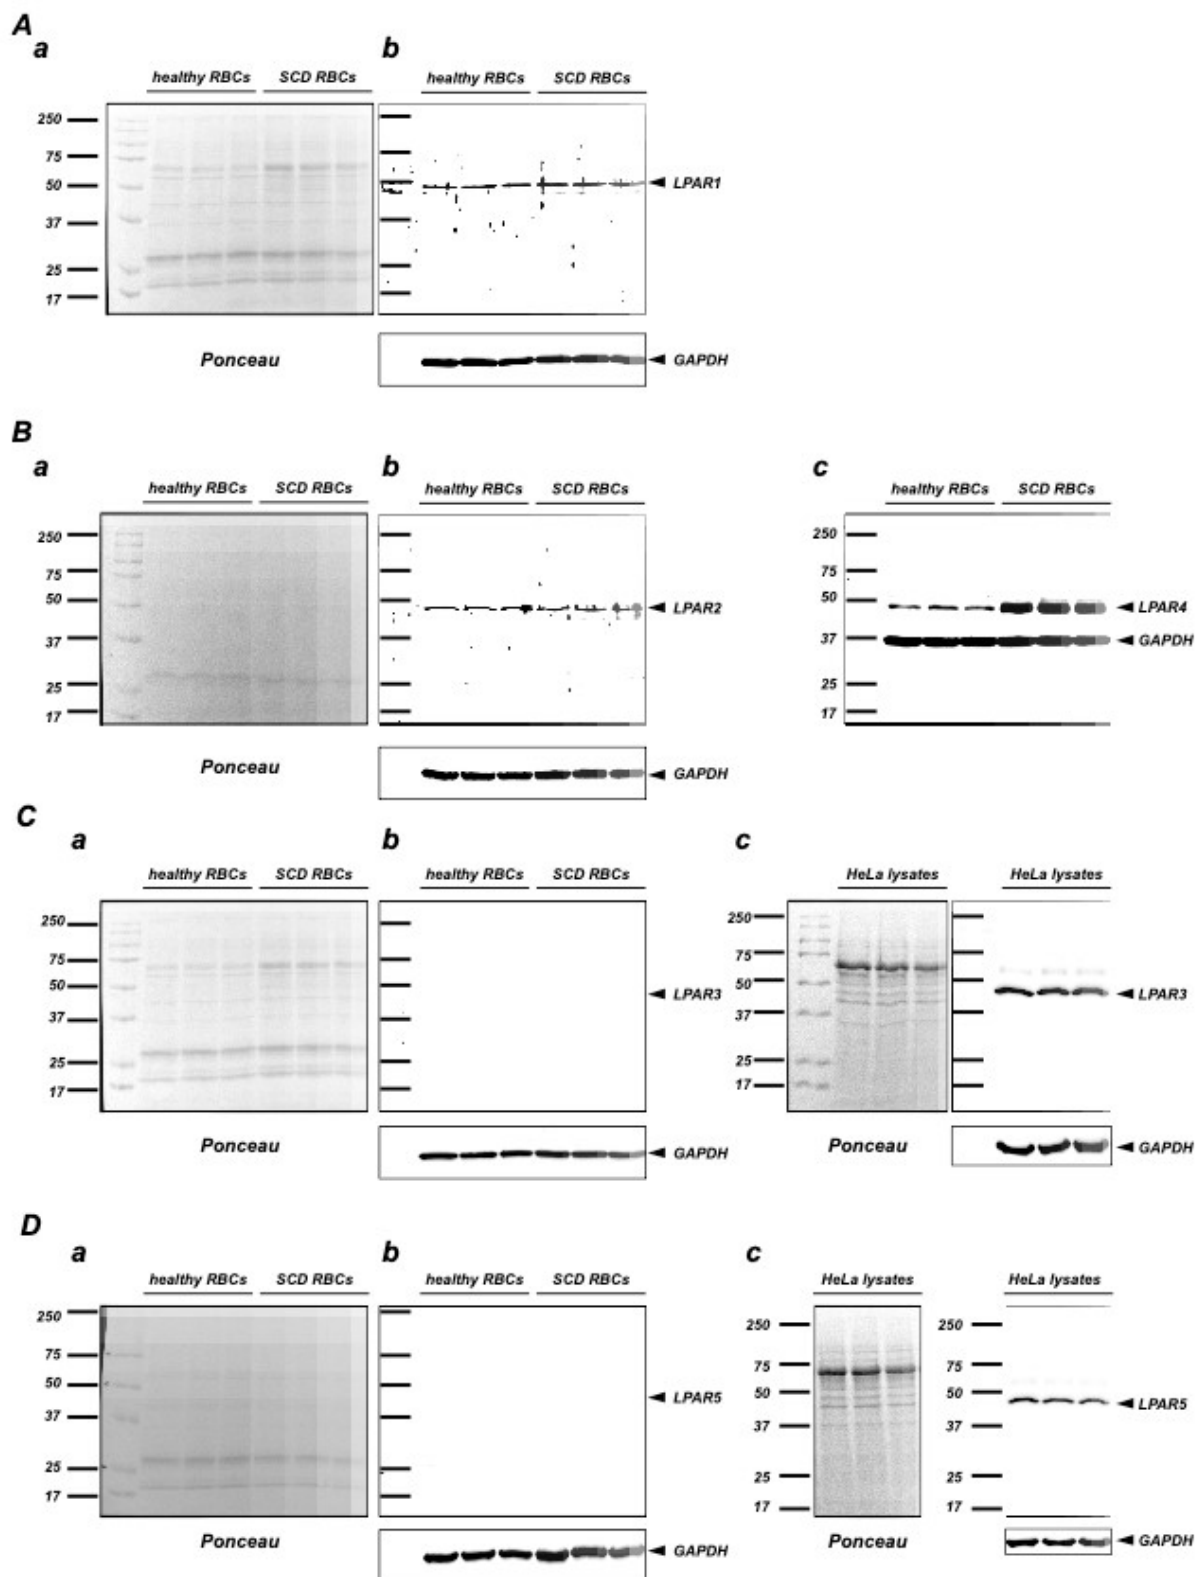 A
a
b
healthy RBCs SCD RBCs
healthy RBCs SCD RBCs
250
75
50
37
25
17
LPAR1
Ponceau
GAPDH
B
a
b
c
healthy RBCs SCD RBCs
healthy RBCs SCD RBCs
healthy RBCs SCD RBCs
250
75
50
37
25
17
LPAR2
250
75
50
37
25
17
LPAR4
GAPDH
Ponceau
GAPDH
C
a
b
c
healthy RBCs SCD RBCs
healthy RBCs SCD RBCs
HeLa lysates
HeLa lysates
250
75
50
37
25
17
LPAR3
250
75
50
37
25
17
LPAR3
Ponceau
GAPDH
Ponceau
GAPDH
D
a
b
c
healthy RBCs SCD RBCs
healthy RBCs SCD RBCs
HeLa lysates
HeLa lysates
250
75
50
37
25
17
LPAR5
250
75
50
37
25
17
250
75
50
37
25
17
LPAR5
Ponceau
GAPDH
Ponceau
GAPDH